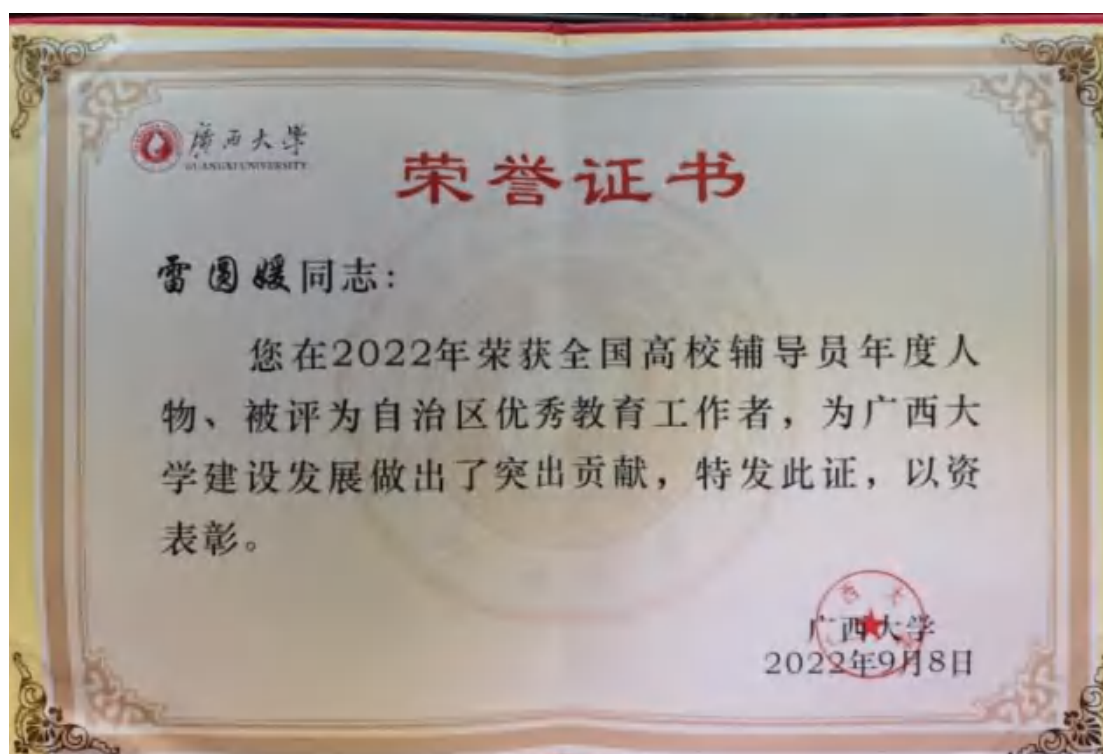 廣西大學
GUANGXI UNIVERSITY
荣誉证书
雷圆媛同志：
您在2022年荣获全国高校辅导员年度人
物、被评为自治区优秀教育工作者，为广西大
学建设发展做出了突出贡献，特发此证，以资
表彰。
广西大学
2022年9月8日